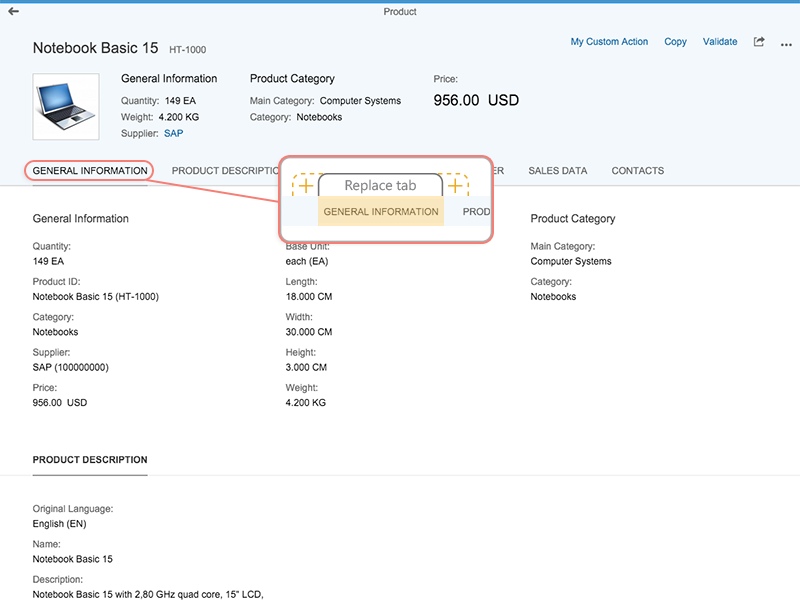 Product
Notebook Basic 15 HT-1000
My Custom Action Copy Validate
General Information
Quantity: 149 EA
Weight: 4.200 KG
Supplier: SAP
Product Category
Main Category: Computer Systems
Category: Notebooks
Price:
956.00 USD
GENERAL INFORMATION PRODUCT DESCRIPTIO ER SALES DATA CONTACTS
Replace tab
GENERAL INFORMATION PROD
General Information
Quantity:
149 EA
Product ID:
Notebook Basic 15 (HT-1000)
Category:
Notebooks
Supplier:
SAP (100000000)
Price:
956.00 USD
Base Unit:
each (EA)
Length:
18.000 CM
Width:
30.000 CM
Height:
3.000 CM
Weight:
4.200 KG
Product Category
Main Category:
Computer Systems
Category:
Notebooks
PRODUCT DESCRIPTION
Original Language:
English (EN)
Name:
Notebook Basic 15
Description:
Notebook Basic 15 with 2,80 GHz quad core, 15" LCD,